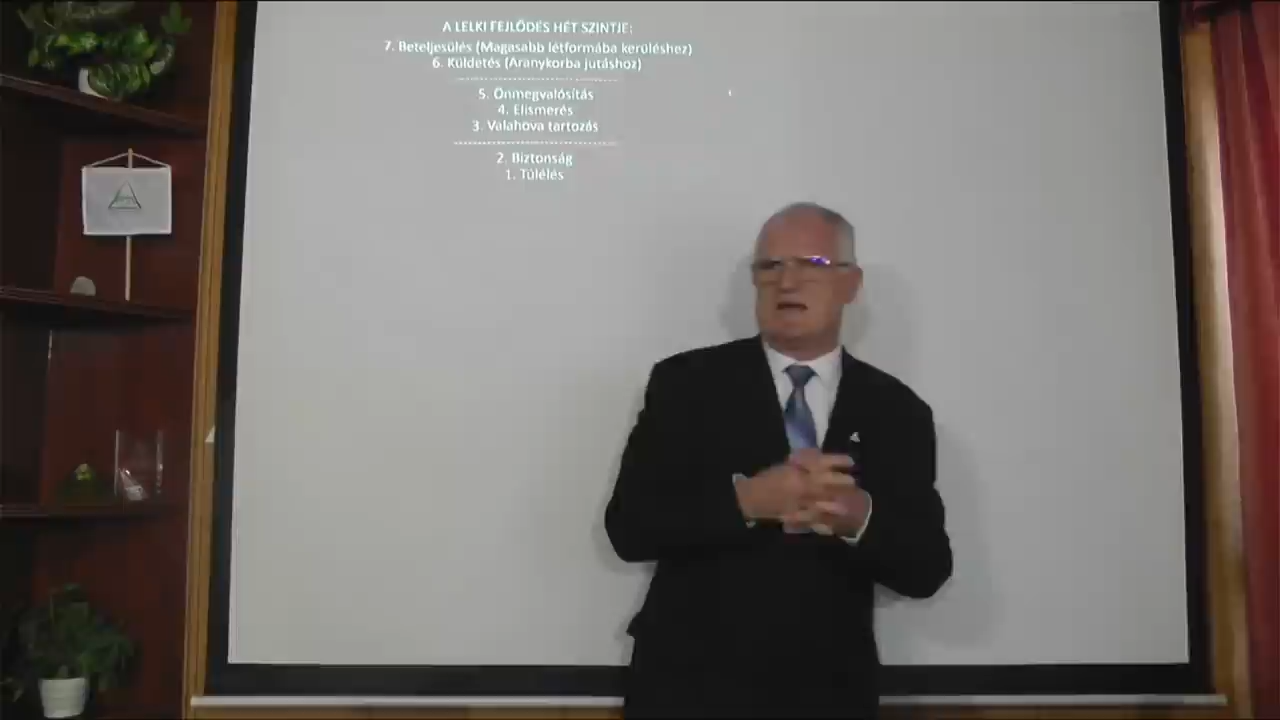 A LELKI FEJLŐDÉS HÉT SZINTJE:
7. Beteljesülés (Magasabb létformába kerüléshez)
6. Küldetés (Aranykorba jutáshoz)
5. Önmegvalósítás
4. Elismerés
3. Valahova tartozás
2. Biztonság
1. Túlélés